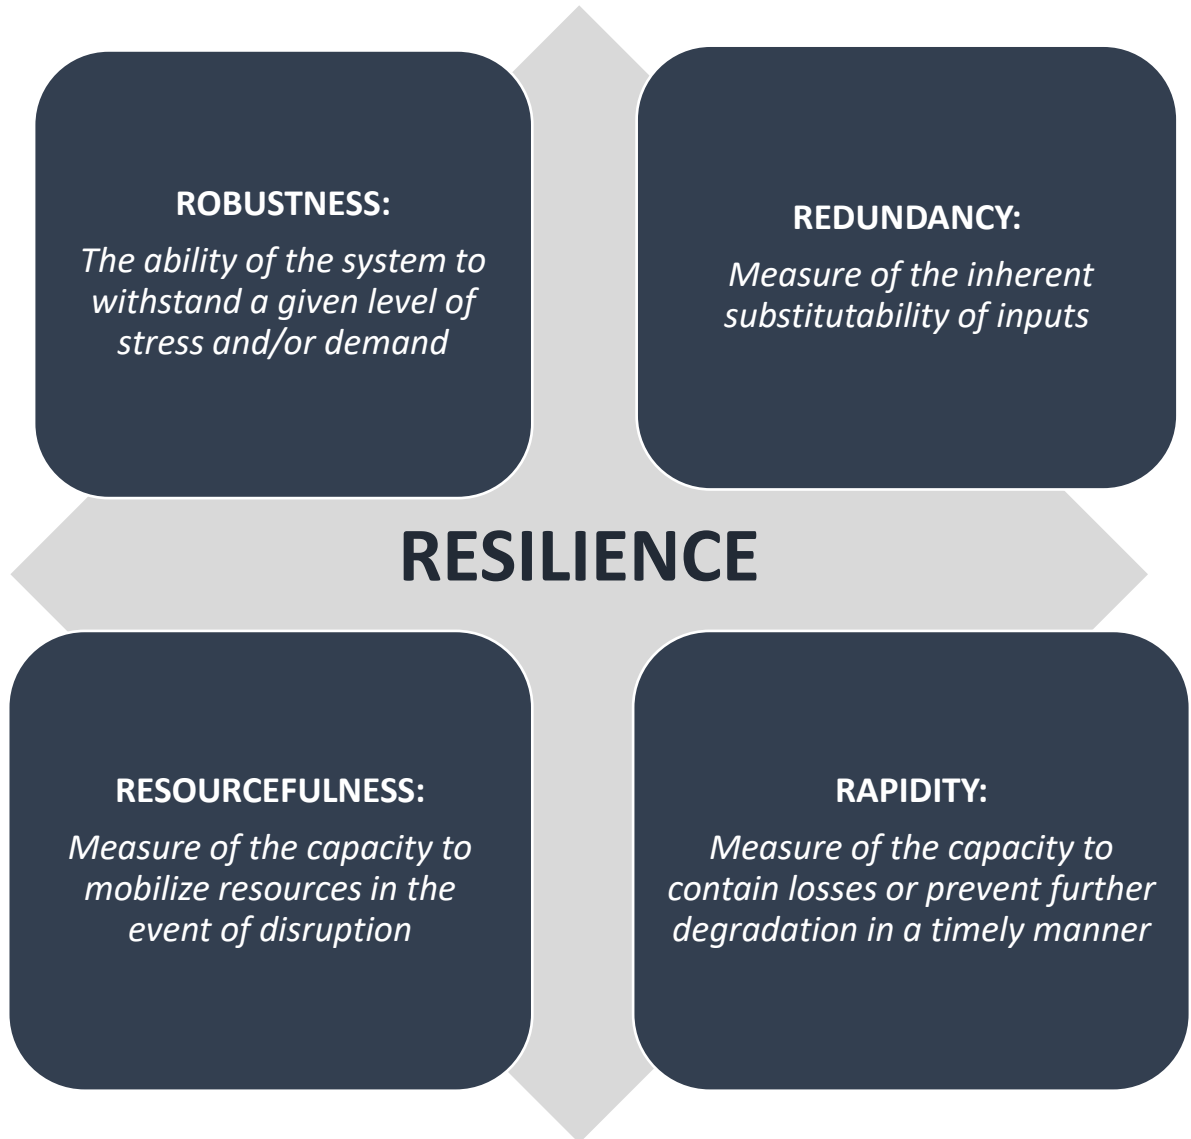 ROBUSTNESS:
The ability of the system to
withstand a given level of
stress and/or demand
REDUNDANCY:
Measure of the inherent
substitutability of inputs
RESILIENCE
RESOURCEFULNESS:
Measure of the capacity to
mobilize resources in the
event of disruption
RAPIDITY:
Measure of the capacity to
contain losses or prevent further
degradation in a timely manner